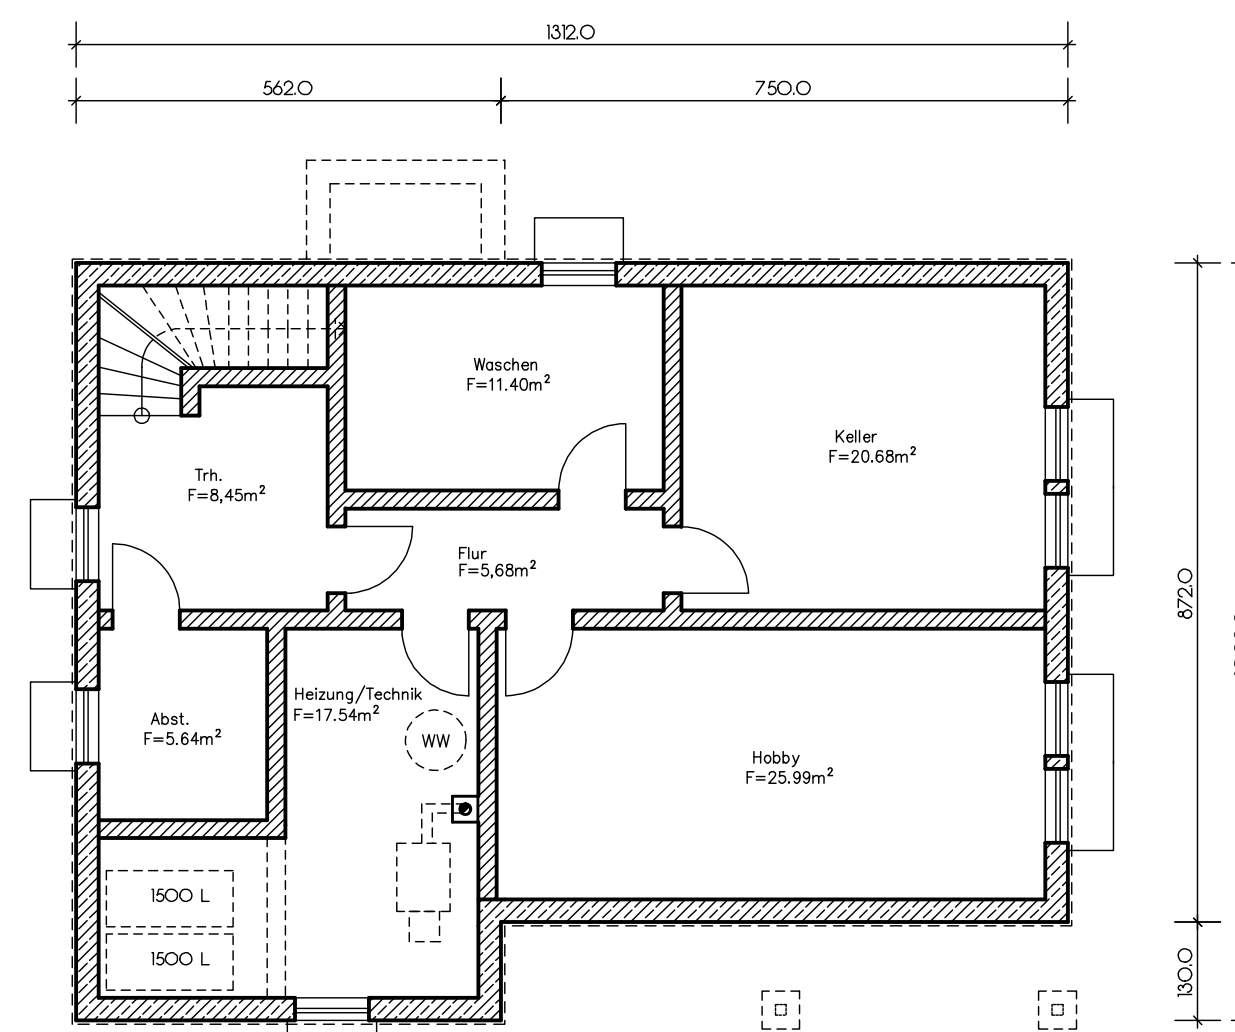 1312.0
562.0
750.0
Waschen
F=11.40m²
Keller
F=20.68m²
Trh.
F=8,45m²
Flur
F=5,68m²
872.0
Heizung/Technik
F=17.54m²
Abst.
F=5.64m²
WW
Hobby
F=25.99m²
1500 L
1500 L
130.0